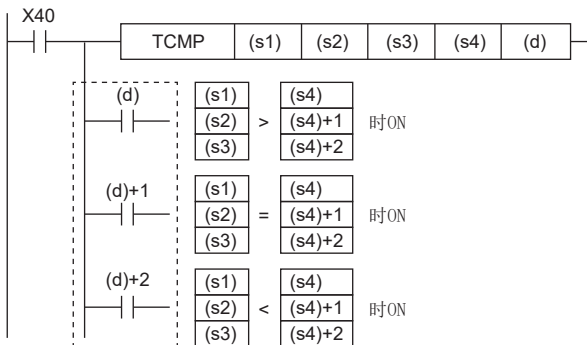 X40
TCMP (s1) (s2) (s3) (s4) (d)
(d)
(s1) (s4)
(s2) > (s4)+1 时ON
(s3) (s4)+2
(d)+1
(s1) (s4)
(s2) = (s4)+1 时ON
(s3) (s4)+2
(d)+2
(s1) (s4)
(s2) < (s4)+1 时ON
(s3) (s4)+2